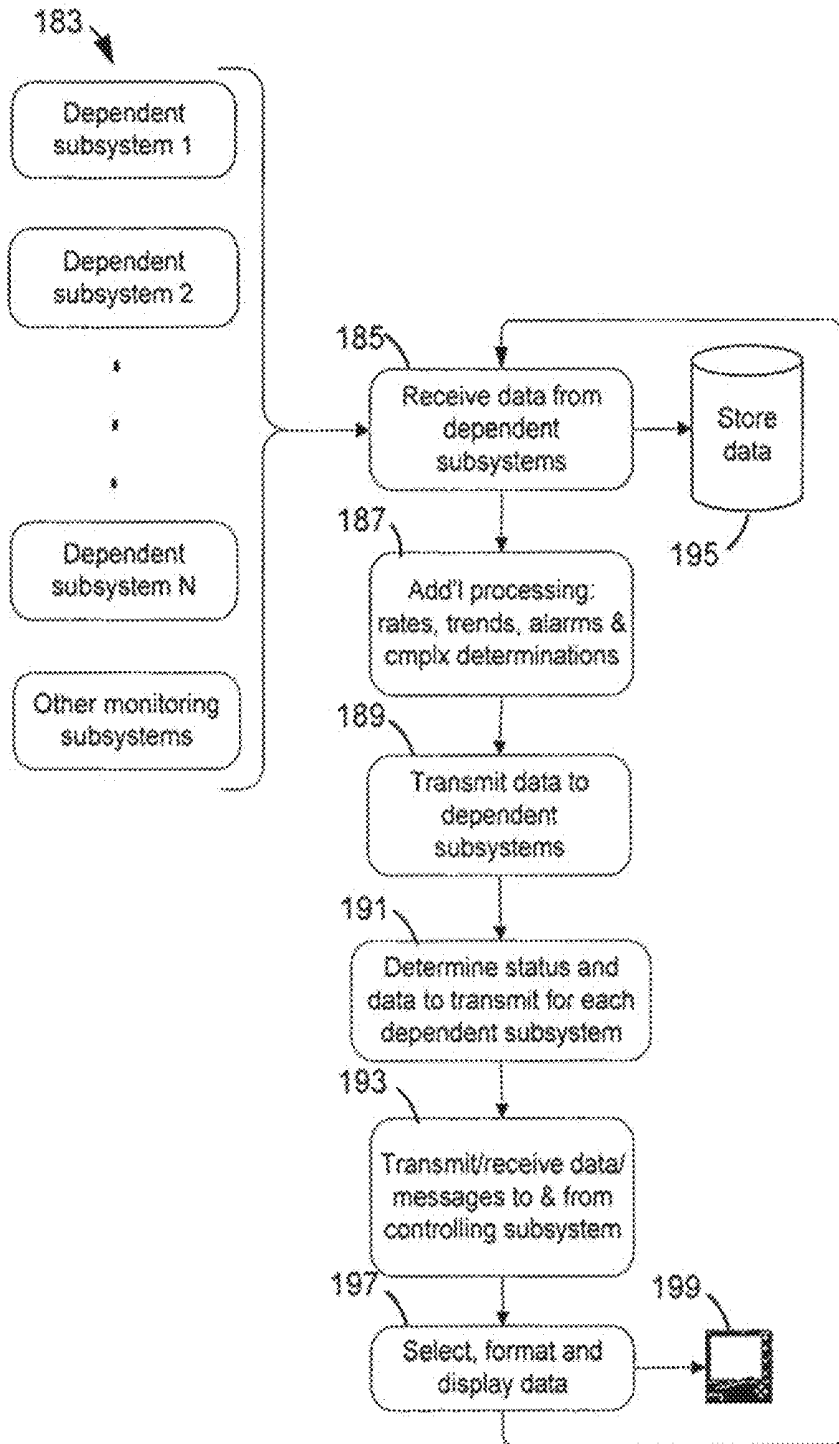 183
Dependent
subsystem 1
Dependent
subsystem 2
Dependent
subsystem N
Other monitoring
subsystems
185
Receive data from
dependent
subsystems
Store
data
195
187
Add'l processing:
rates, trends, alarms &
cmplx determinations
189
Transmit data to
dependent
subsystems
191
Determine status and
data to transmit for each
dependent subsystem
193
Transmit/receive data/
messages to & from
controlling subsystem
197
Select, format and
display data
199